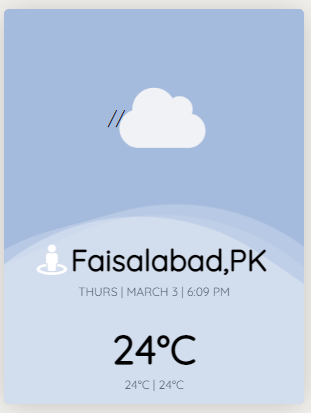 //
Faisalabad,PK
THURS | MARCH 3 | 6:09 PM
24°C
24°C | 24°C